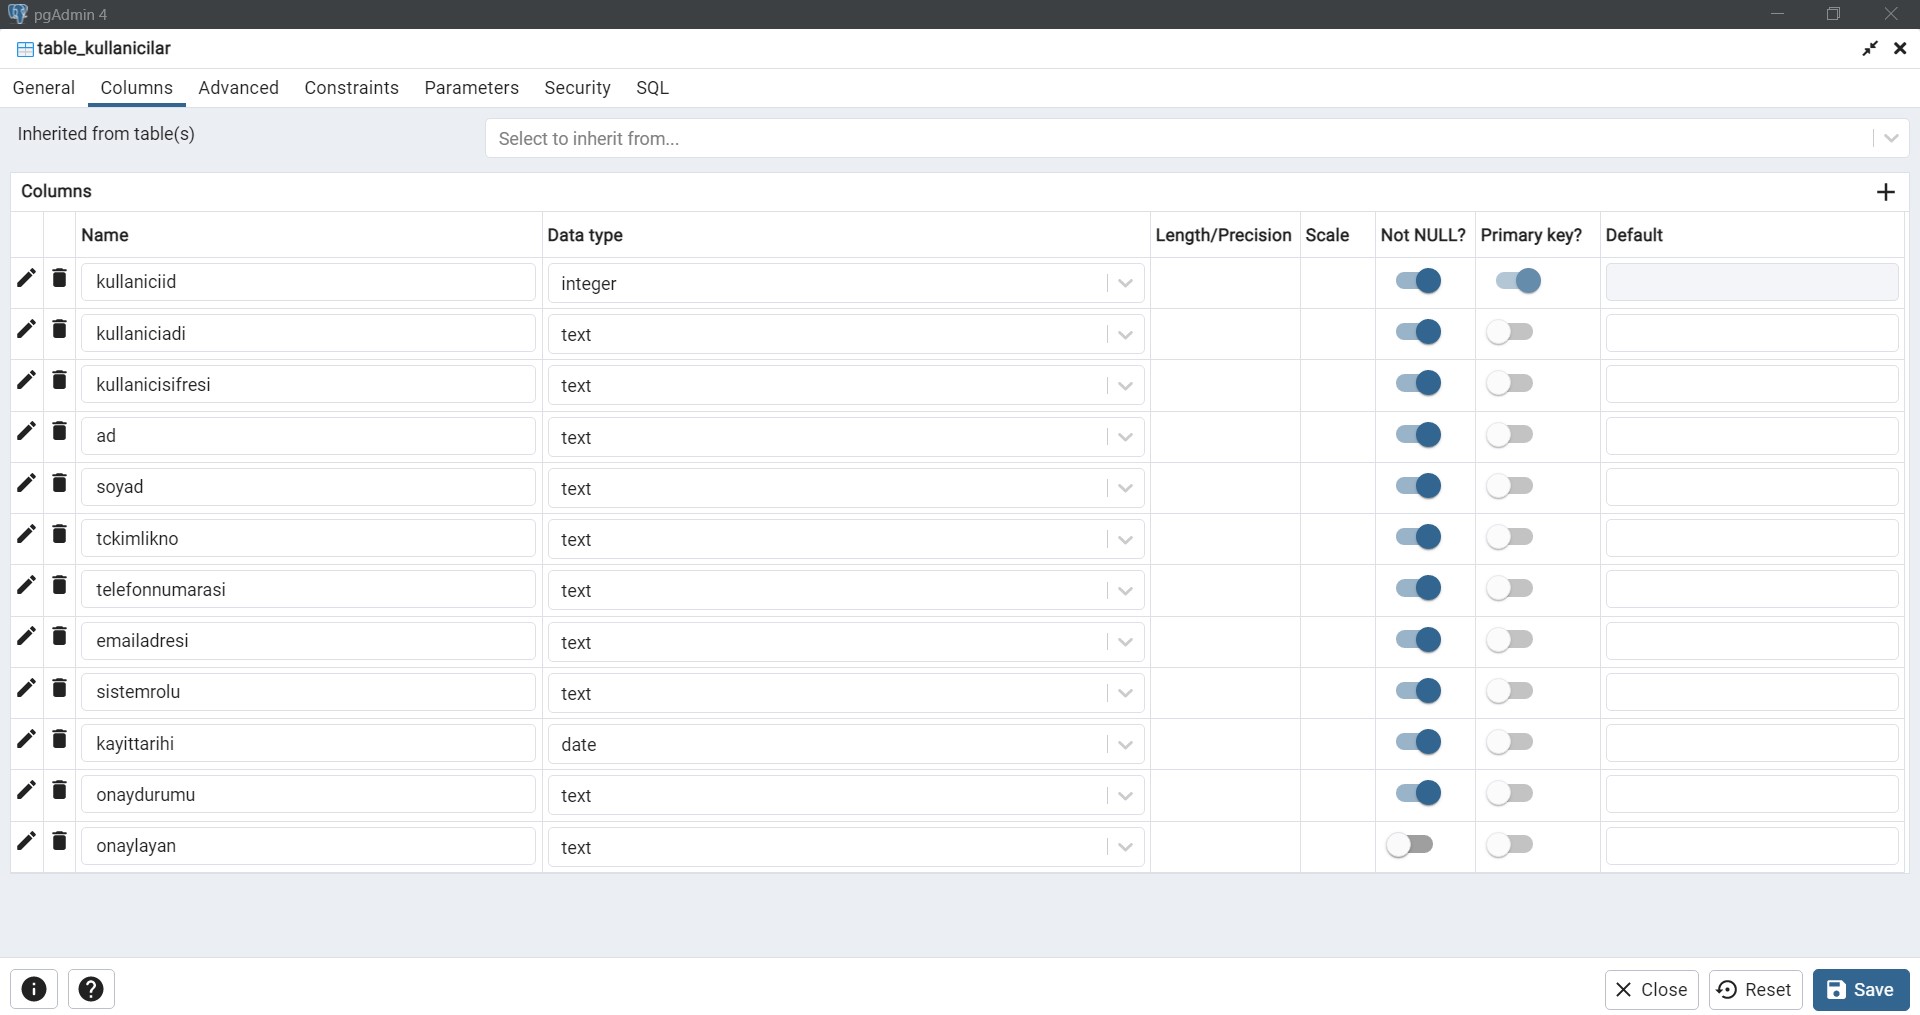 pgAdmin 4
table_kullanicilar
General Columns Advanced Constraints Parameters Security SQL
Inherited from table(s) Select to inherit from...
Columns
Name Data type Length/Precision Scale Not NULL? Primary key? Default
kullaniciid integer
kullaniciadi text
kullanicisifresi text
ad text
soyad text
tckimlikno text
telefonnumarasi text
emailadresi text
sistemrolu text
kayittarihi date
onaydurumu text
onaylayan text
Close Reset Save